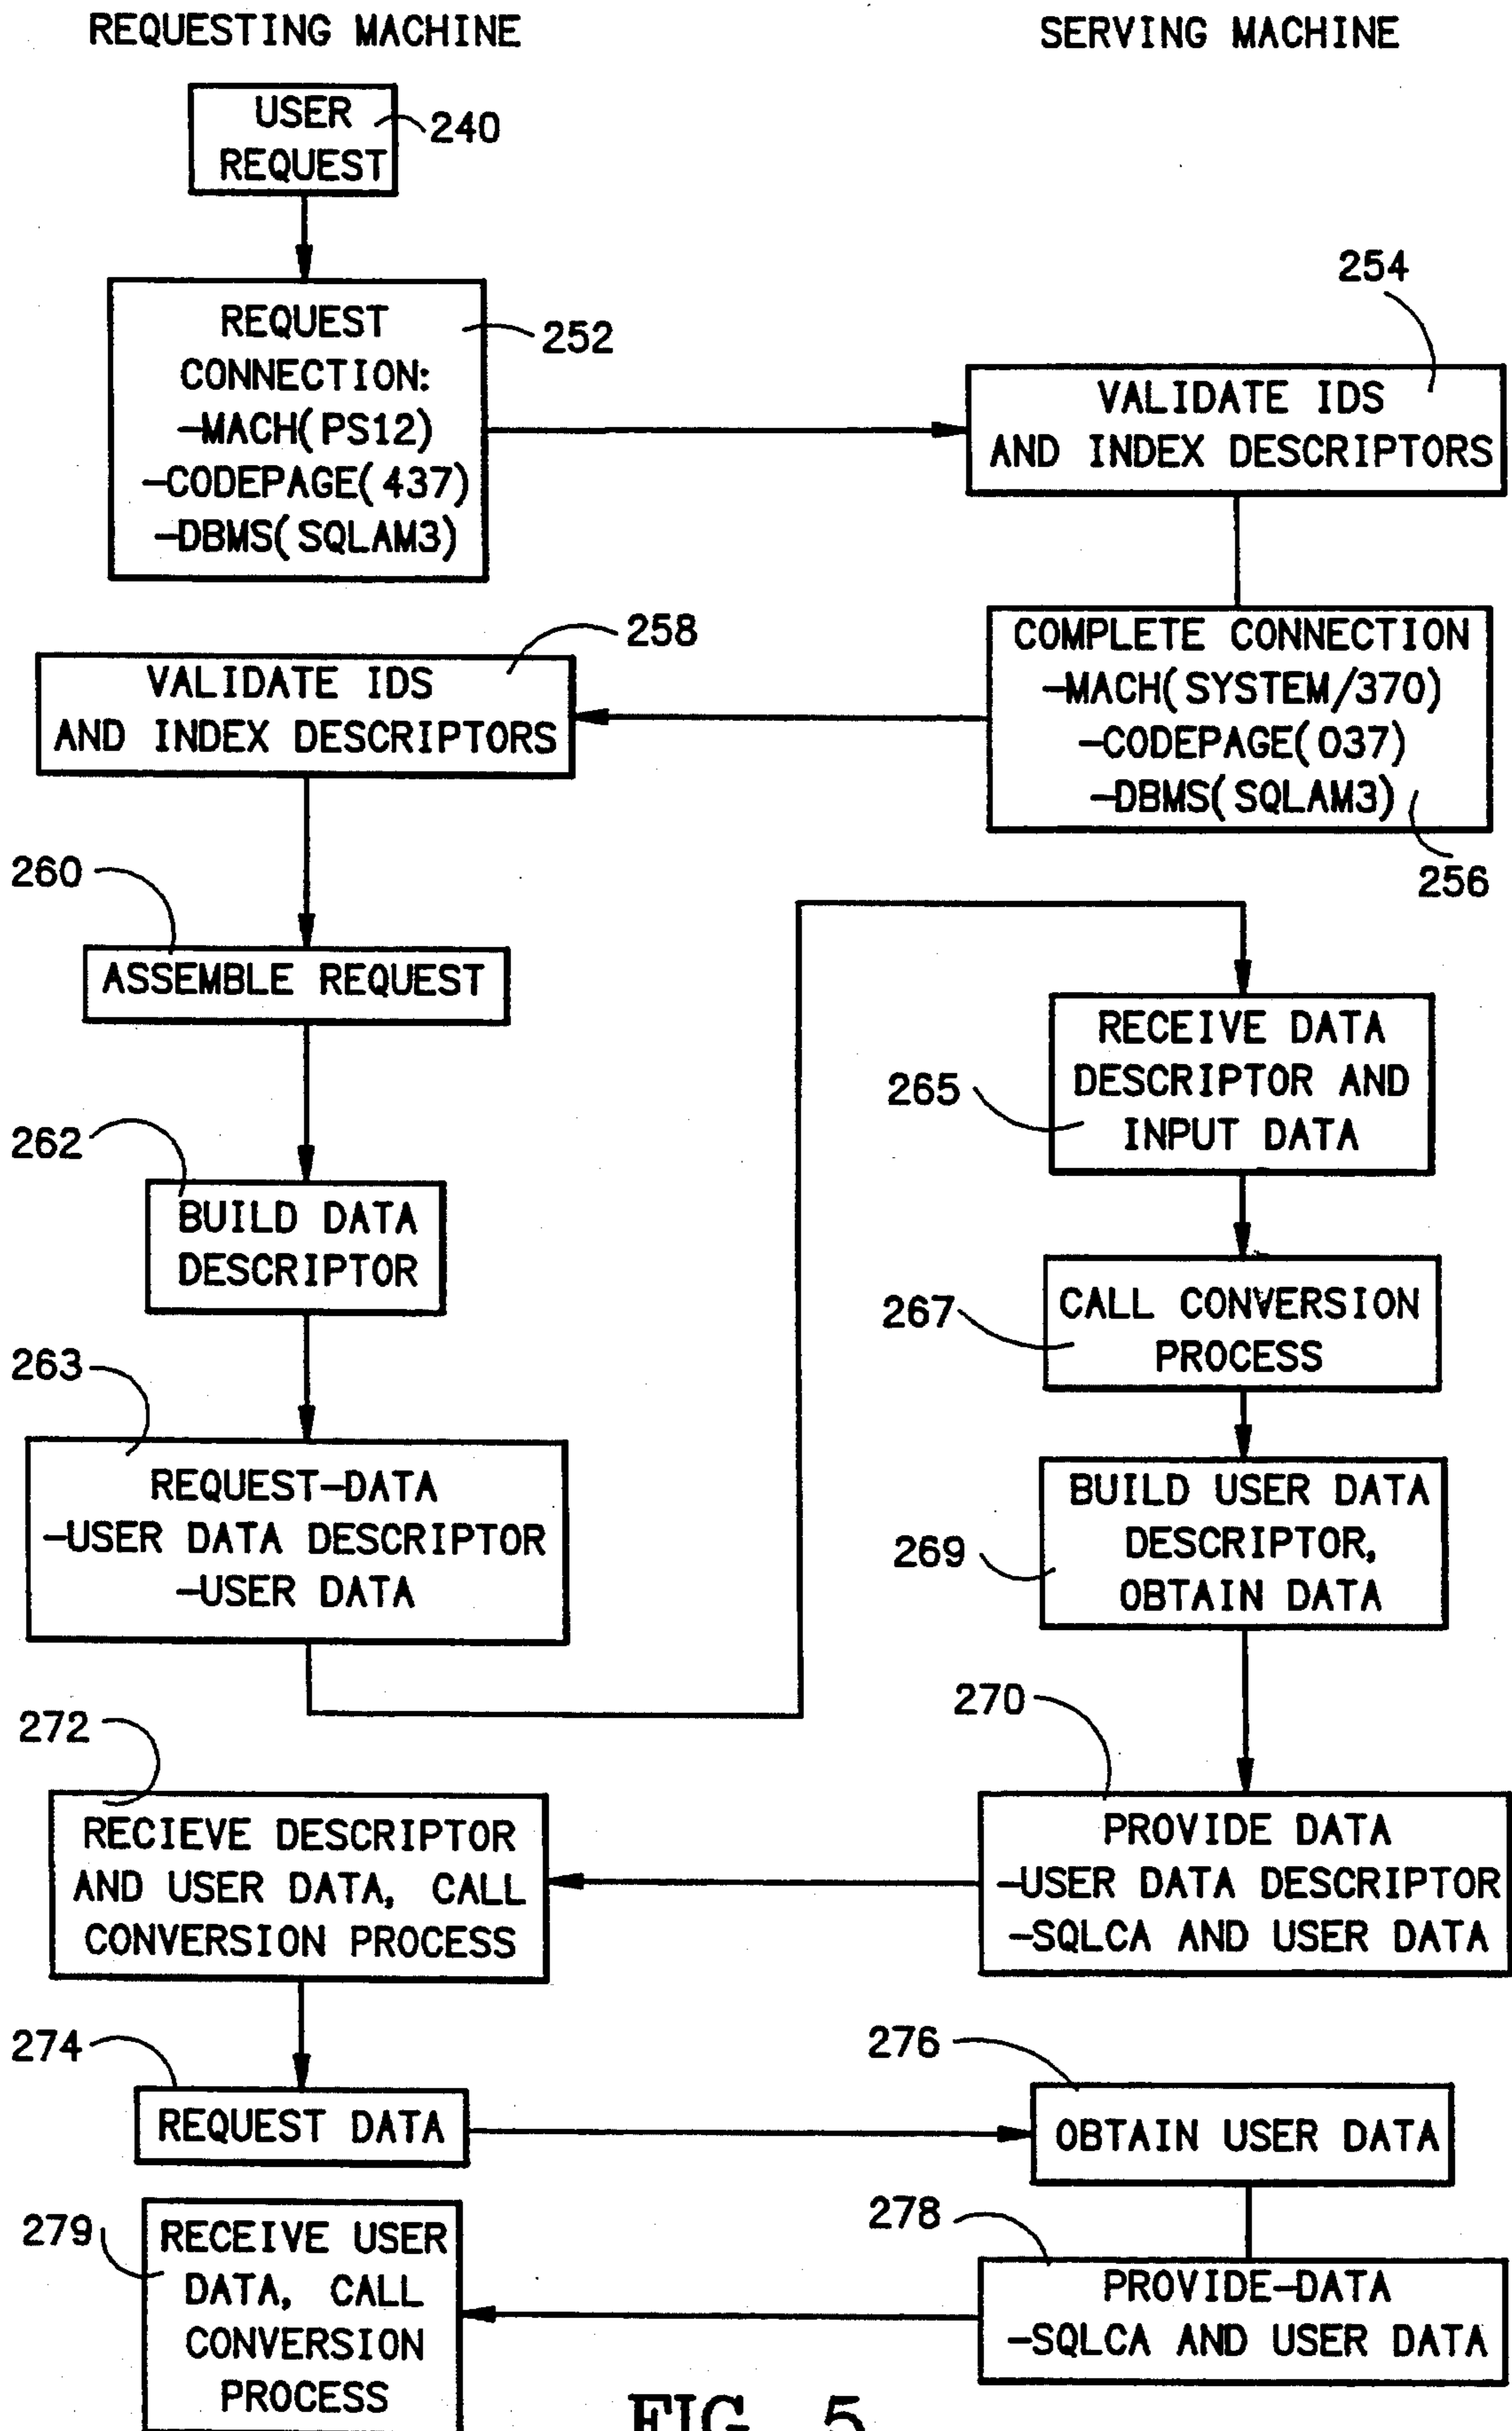 REQUESTING MACHINE
SERVING MACHINE
USER
REQUEST
240
REQUEST
CONNECTION:
-MACH(PS12)
-CODEPAGE(437)
-DBMS(SQLAM3)
252
254
VALIDATE IDS
AND INDEX DESCRIPTORS
258
VALIDATE IDS
AND INDEX DESCRIPTORS
COMPLETE CONNECTION
-MACH(SYSTEM/370)
-CODEPAGE(037)
-DBMS(SQLAM3)
256
260
ASSEMBLE REQUEST
262
BUILD DATA
DESCRIPTOR
263
REQUEST-DATA
-USER DATA DESCRIPTOR
-USER DATA
265
RECEIVE DATA
DESCRIPTOR AND
INPUT DATA
267
CALL CONVERSION
PROCESS
269
BUILD USER DATA
DESCRIPTOR,
OBTAIN DATA
270
PROVIDE DATA
-USER DATA DESCRIPTOR
-SQLCA AND USER DATA
272
RECIEVE DESCRIPTOR
AND USER DATA, CALL
CONVERSION PROCESS
274
REQUEST DATA
276
OBTAIN USER DATA
278
PROVIDE-DATA
-SQLCA AND USER DATA
279
RECEIVE USER
DATA, CALL
CONVERSION
PROCESS
FIG. 5